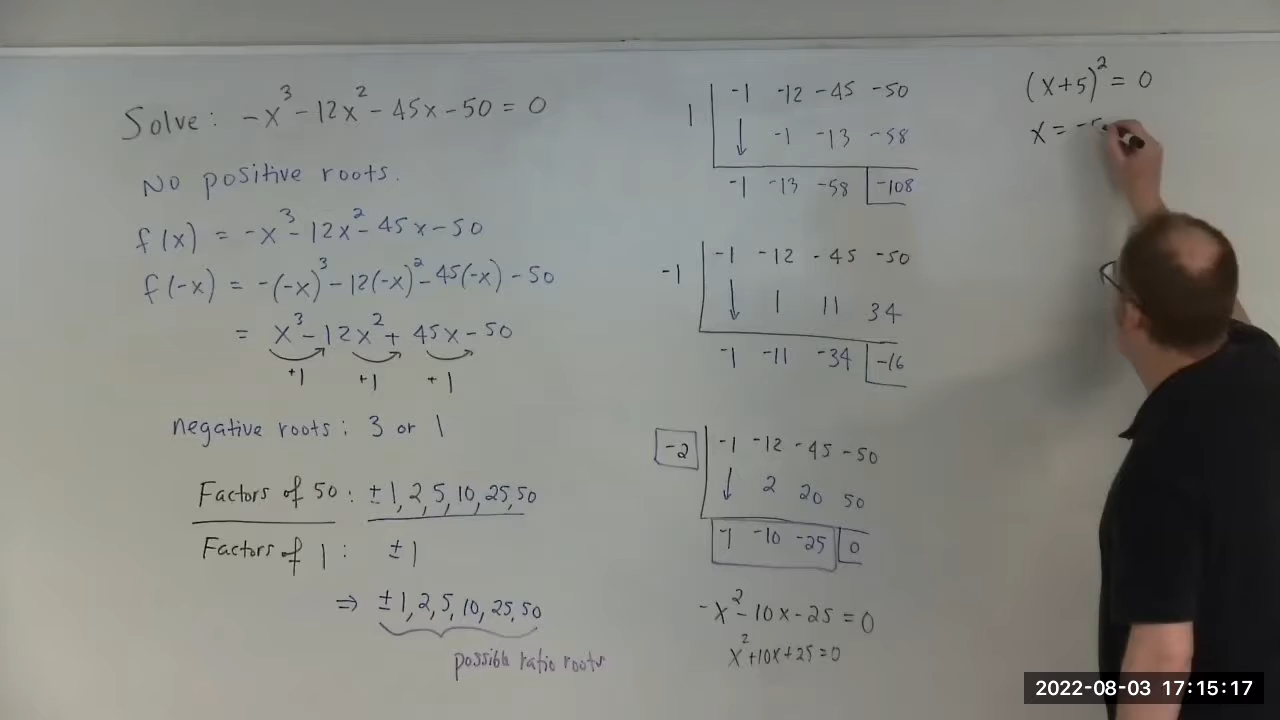 Solve: -x³ - 12x² - 45x - 50 = 0
No positive roots.
f(x) = -x³ - 12x² - 45x - 50
f(-x) = -(-x)³ - 12(-x)² - 45(-x) - 50
= x³ - 12x² + 45x - 50
+1 +1 +1
negative roots: 3 or 1
Factors of 50: ±1, 2, 5, 10, 25, 50
Factors of 1: ±1
⇒ ±1, 2, 5, 10, 25, 50
possible ratio roots
1 | -1 -12 -45 -50
↓ -1 -13 -58
-1 -13 -58 -108
-1 | -1 -12 -45 -50
↓ 1 11 34
-1 -11 -34 -16
-2 | -1 -12 -45 -50
↓ 2 20 50
-1 -10 -25 0
-x² - 10x - 25 = 0
x² + 10x + 25 = 0
(x+5)² = 0
x = -5
2022-08-03 17:15:17